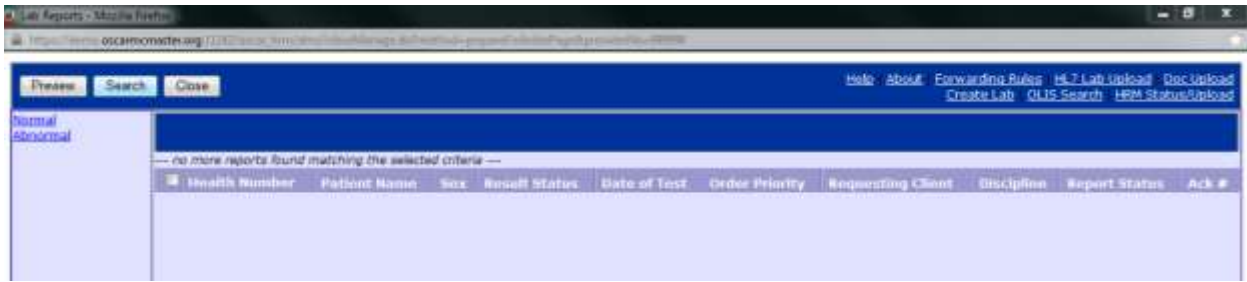 Lab Reports - Mozilla Firefox
oscarmcmaster.org
Preview Search Close
Help About Forwarding Rules HL7 Lab Upload Doc Upload
Create Lab OLIS Search HRM Status/Upload
Normal
Abnormal
--- no more reports found matching the selected criteria ---
Health Number Patient Name Sex Result Status Date of Test Order Priority Requesting Client Discipline Report Status Ack #